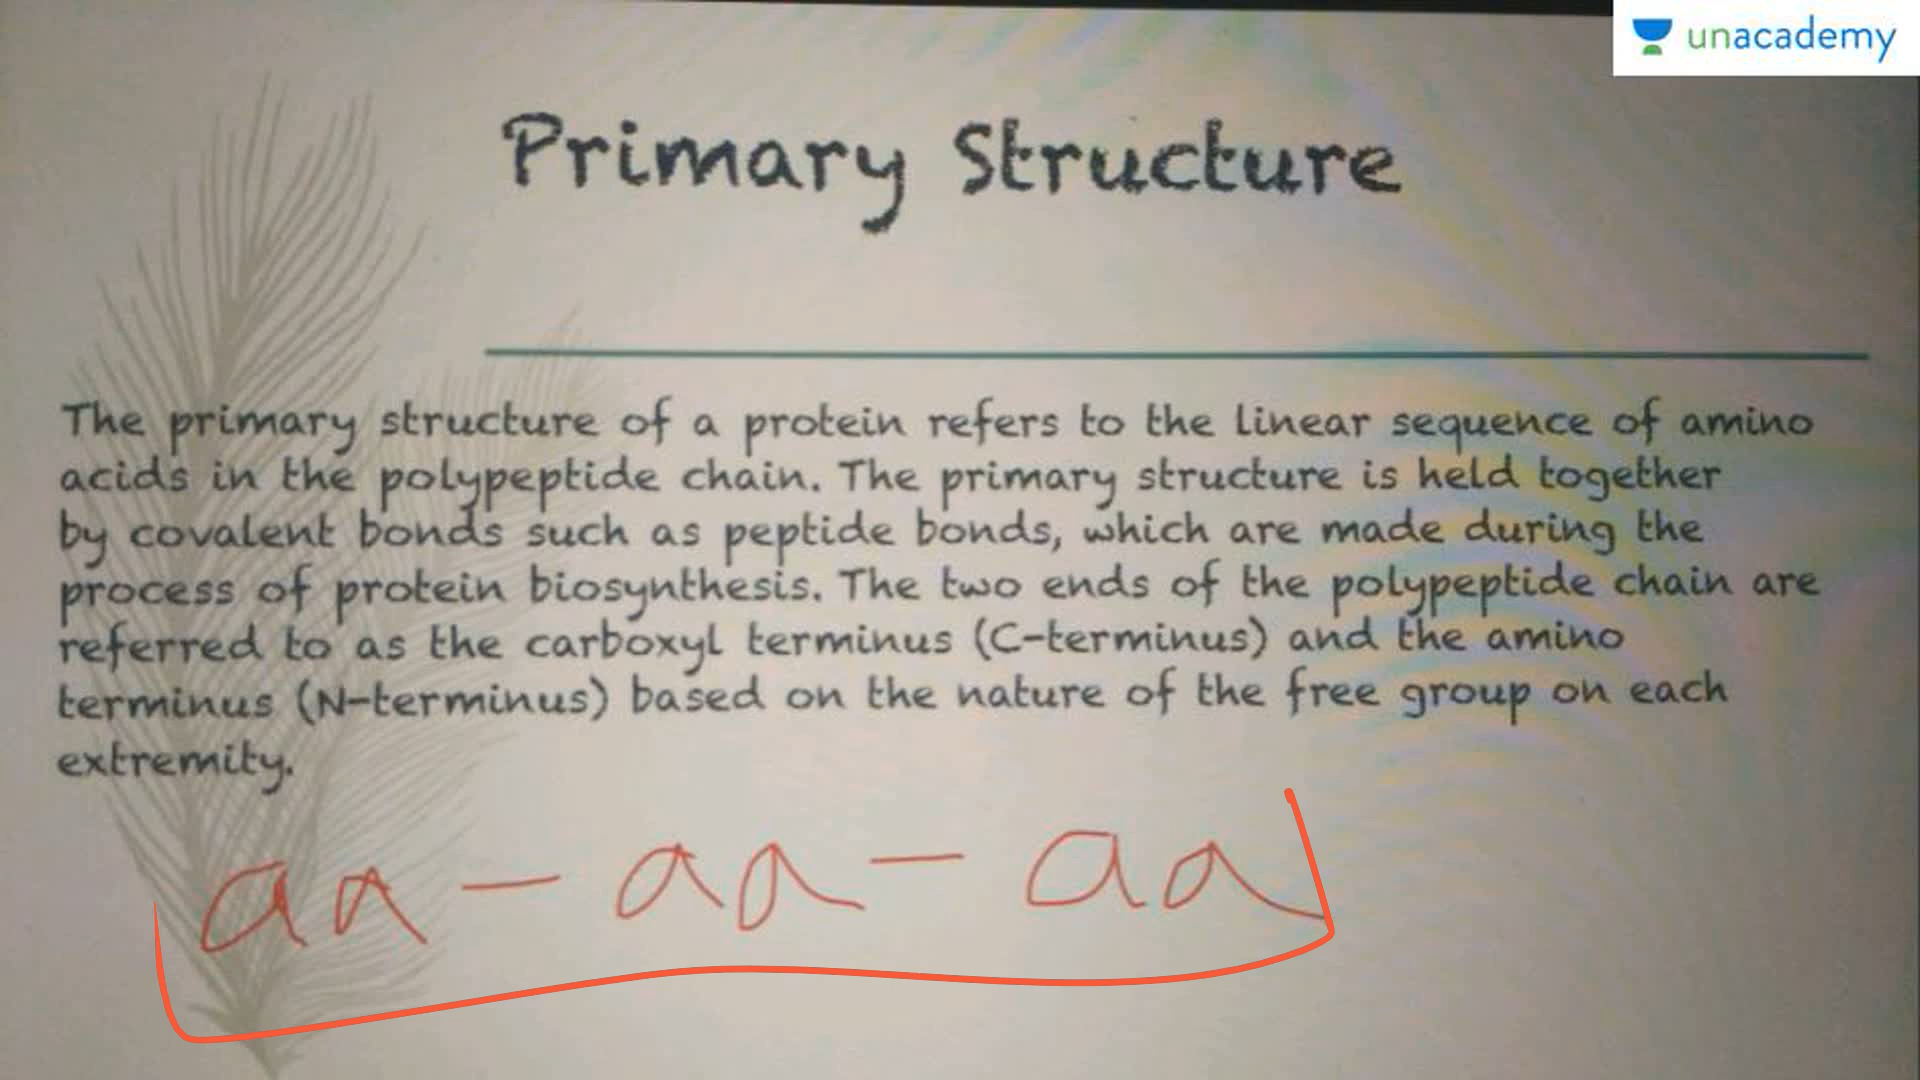 unacademy
Primary Structure
The primary structure of a protein refers to the linear sequence of amino
acids in the polypeptide chain. The primary structure is held together
by covalent bonds such as peptide bonds, which are made during the
process of protein biosynthesis. The two ends of the polypeptide chain are
referred to as the carboxyl terminus (C-terminus) and the amino
terminus (N-terminus) based on the nature of the free group on each
extremity.
aa - aa - aa